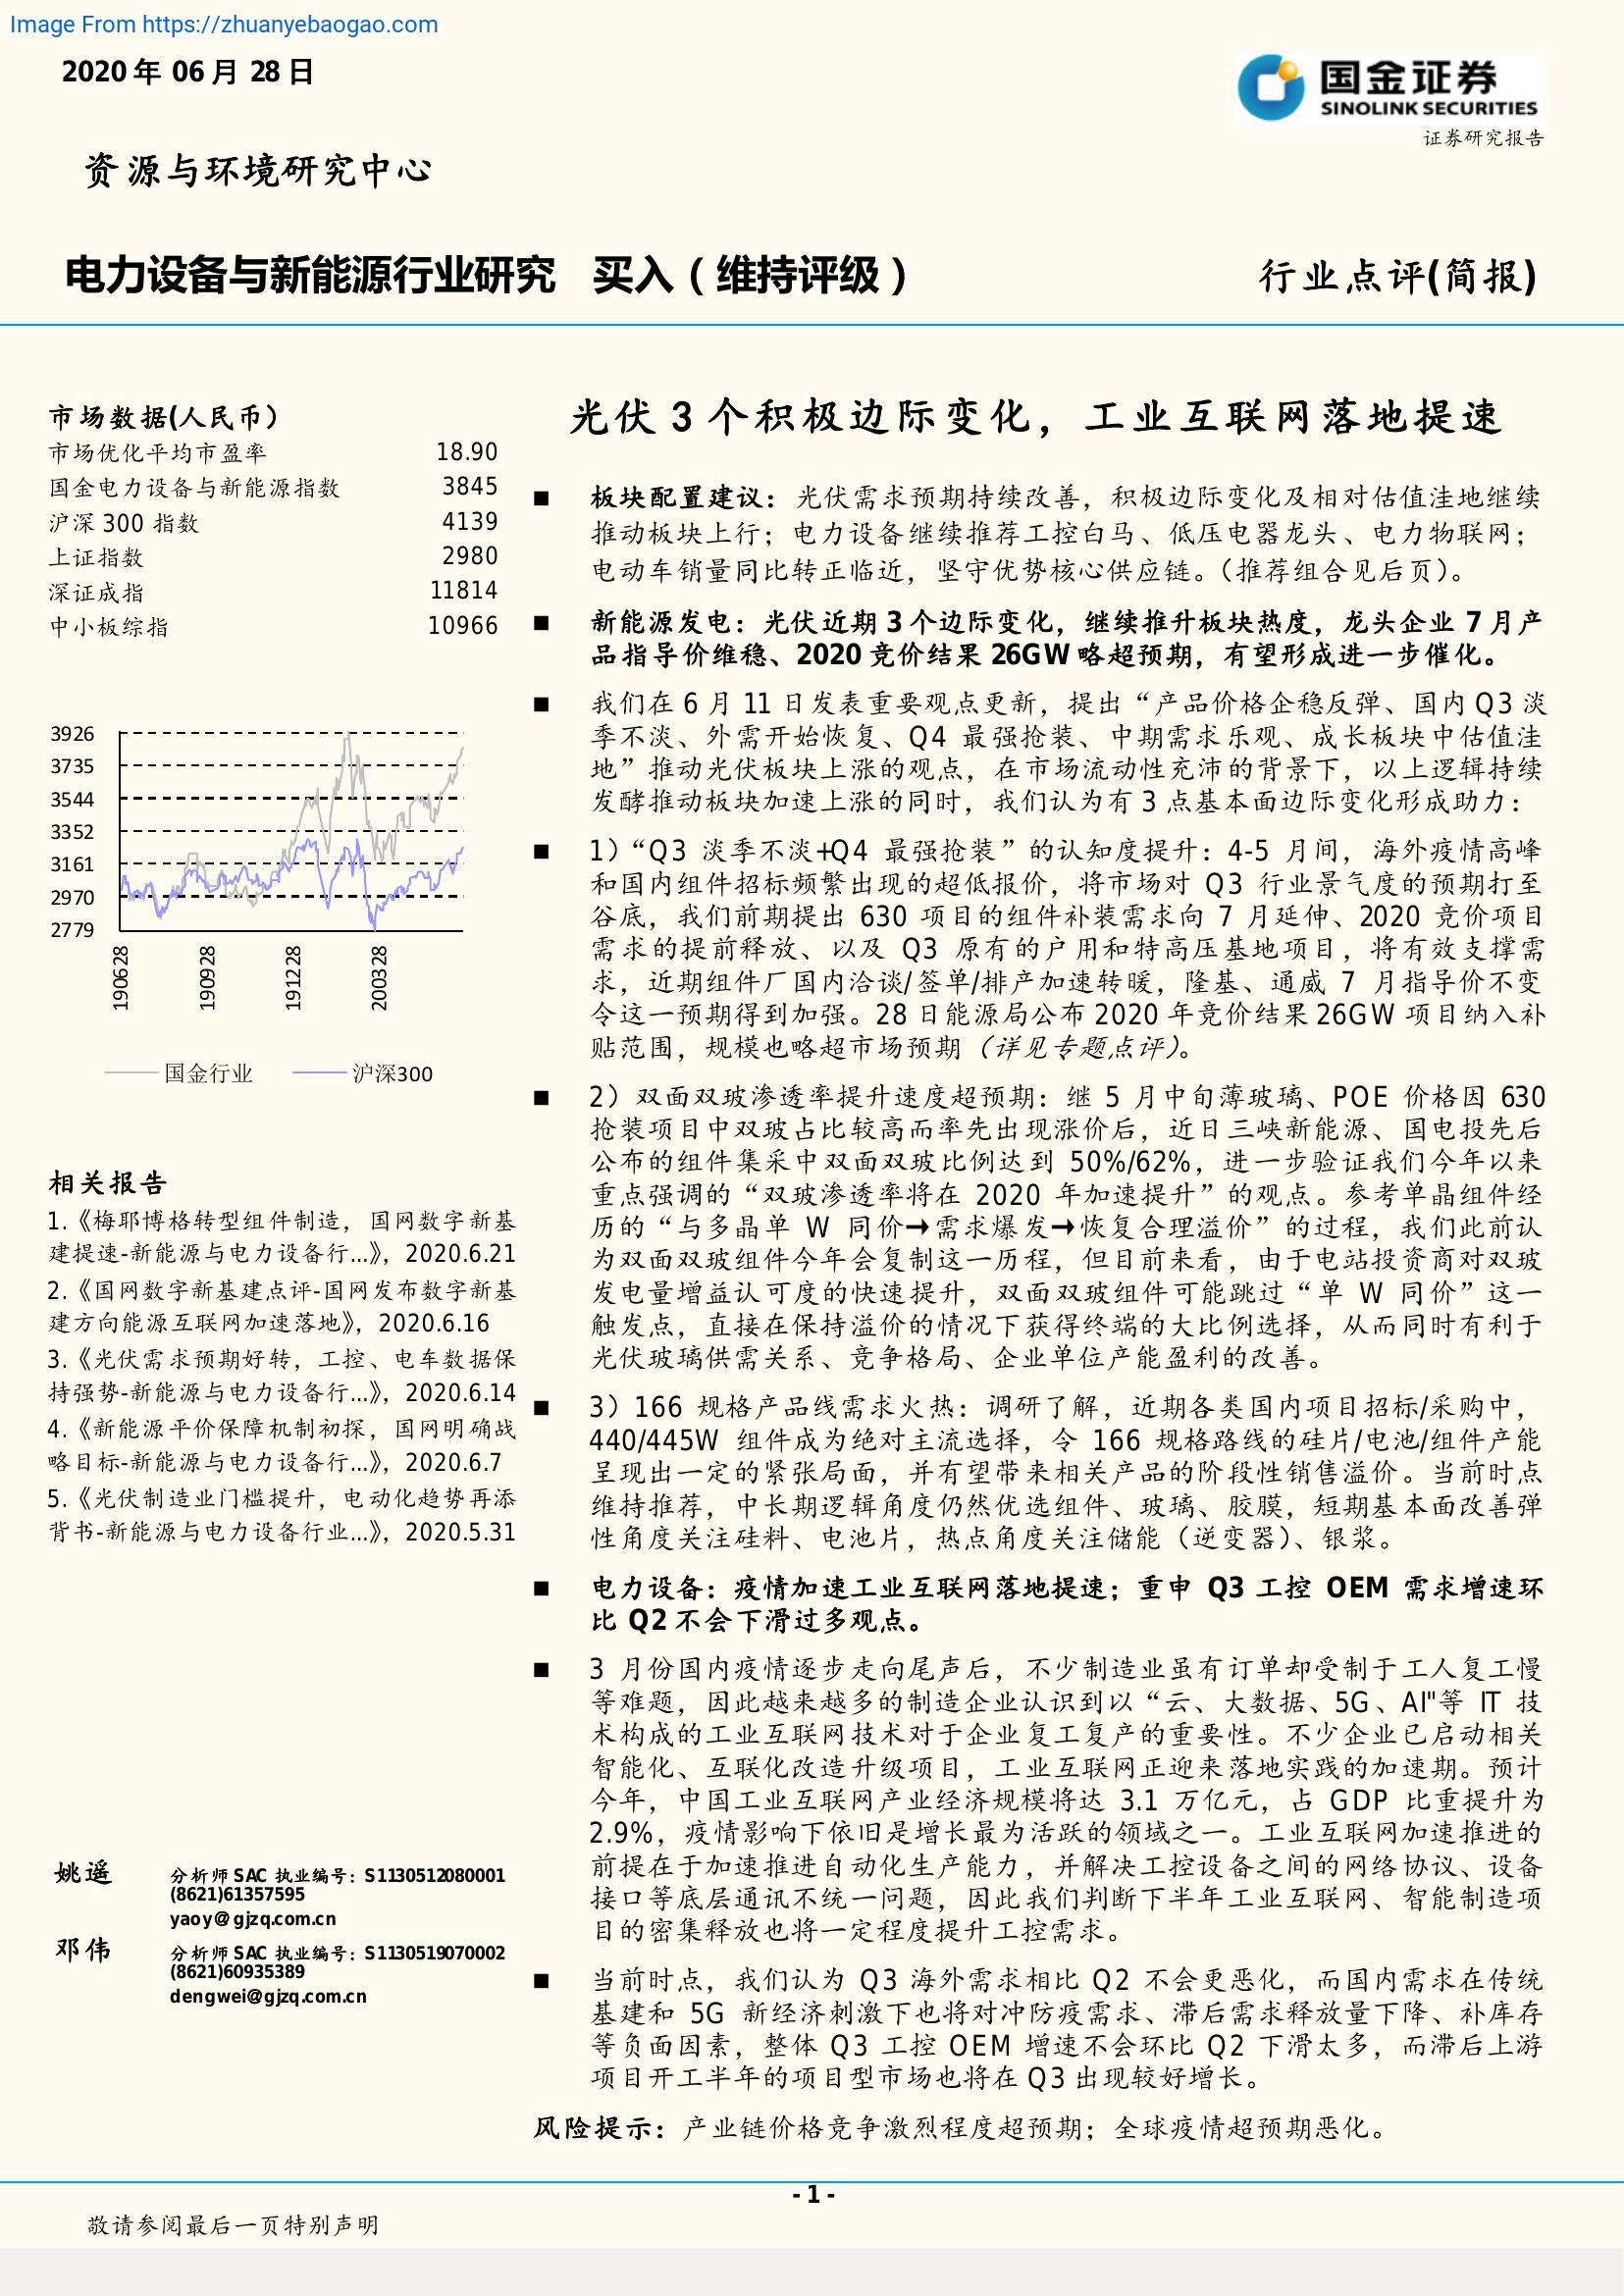 Image From https://zhuanyebaogao.com
2020 年 06 月 28 日
国金证券
SINOLINK SECURITIES
证券研究报告
资源与环境研究中心
电力设备与新能源行业研究 买入（维持评级）
行业点评(简报)
市场数据(人民币）
市场优化平均市盈率 18.90
国金电力设备与新能源指数 3845
沪深 300 指数 4139
上证指数 2980
深证成指 11814
中小板综指 10966
3926
3735
3544
3352
3161
2970
2779
190628
190928
191228
200328
国金行业 沪深300
相关报告
1.《梅耶博格转型组件制造，国网数字新基
建提速-新能源与电力设备行...》，2020.6.21
2.《国网数字新基建点评-国网发布数字新基
建方向能源互联网加速落地》，2020.6.16
3.《光伏需求预期好转，工控、电车数据保
持强势-新能源与电力设备行...》，2020.6.14
4.《新能源平价保障机制初探，国网明确战
略目标-新能源与电力设备行...》，2020.6.7
5.《光伏制造业门槛提升，电动化趋势再添
背书-新能源与电力设备行业...》，2020.5.31
姚遥 分析师 SAC 执业编号：S1130512080001
(8621)61357595
yaoy@gjzq.com.cn
邓伟 分析师 SAC 执业编号：S1130519070002
(8621)60935389
dengwei@gjzq.com.cn
光伏 3 个积极边际变化，工业互联网落地提速
■ 板块配置建议：光伏需求预期持续改善，积极边际变化及相对估值洼地继续
推动板块上行；电力设备继续推荐工控白马、低压电器龙头、电力物联网；
电动车销量同比转正临近，坚守优势核心供应链。（推荐组合见后页）。
■ 新能源发电：光伏近期 3 个边际变化，继续推升板块热度，龙头企业 7 月产
品指导价维稳、2020 竞价结果 26GW 略超预期，有望形成进一步催化。
■ 我们在 6 月 11 日发表重要观点更新，提出“产品价格企稳反弹、国内 Q3 淡
季不淡、外需开始恢复、Q4 最强抢装、中期需求乐观、成长板块中估值洼
地”推动光伏板块上涨的观点，在市场流动性充沛的背景下，以上逻辑持续
发酵推动板块加速上涨的同时，我们认为有 3 点基本面边际变化形成助力：
■ 1）“Q3 淡季不淡+Q4 最强抢装”的认知度提升：4-5 月间，海外疫情高峰
和国内组件招标频繁出现的超低报价，将市场对 Q3 行业景气度的预期打至
谷底，我们前期提出 630 项目的组件补装需求向 7 月延伸、2020 竞价项目
需求的提前释放、以及 Q3 原有的户用和特高压基地项目，将有效支撑需
求，近期组件厂国内洽谈/签单/排产加速转暖，隆基、通威 7 月指导价不变
令这一预期得到加强。28 日能源局公布 2020 年竞价结果 26GW 项目纳入补
贴范围，规模也略超市场预期（详见专题点评）。
■ 2）双面双玻渗透率提升速度超预期：继 5 月中旬薄玻璃、POE 价格因 630
抢装项目中双玻占比较高而率先出现涨价后，近日三峡新能源、国电投先后
公布的组件集采中双面双玻比例达到 50%/62%，进一步验证我们今年以来
重点强调的“双玻渗透率将在 2020 年加速提升”的观点。参考单晶组件经
历的“与多晶单 W 同价→需求爆发→恢复合理溢价”的过程，我们此前认
为双面双玻组件今年会复制这一历程，但目前来看，由于电站投资商对双玻
发电量增益认可度的快速提升，双面双玻组件可能跳过“单 W 同价”这一
触发点，直接在保持溢价的情况下获得终端的大比例选择，从而同时有利于
光伏玻璃供需关系、竞争格局、企业单位产能盈利的改善。
■ 3）166 规格产品线需求火热：调研了解，近期各类国内项目招标/采购中，
440/445W 组件成为绝对主流选择，令 166 规格路线的硅片/电池/组件产能
呈现出一定的紧张局面，并有望带来相关产品的阶段性销售溢价。当前时点
维持推荐，中长期逻辑角度仍然优选组件、玻璃、胶膜，短期基本面改善弹
性角度关注硅料、电池片，热点角度关注储能（逆变器）、银浆。
■ 电力设备：疫情加速工业互联网落地提速；重申 Q3 工控 OEM 需求增速环
比 Q2 不会下滑过多观点。
■ 3 月份国内疫情逐步走向尾声后，不少制造业虽有订单却受制于工人复工慢
等难题，因此越来越多的制造企业认识到以“云、大数据、5G、AI"等 IT 技
术构成的工业互联网技术对于企业复工复产的重要性。不少企业已启动相关
智能化、互联化改造升级项目，工业互联网正迎来落地实践的加速期。预计
今年，中国工业互联网产业经济规模将达 3.1 万亿元，占 GDP 比重提升为
2.9%，疫情影响下依旧是增长最为活跃的领域之一。工业互联网加速推进的
前提在于加速推进自动化生产能力，并解决工控设备之间的网络协议、设备
接口等底层通讯不统一问题，因此我们判断下半年工业互联网、智能制造项
目的密集释放也将一定程度提升工控需求。
■ 当前时点，我们认为 Q3 海外需求相比 Q2 不会更恶化，而国内需求在传统
基建和 5G 新经济刺激下也将对冲防疫需求、滞后需求释放量下降、补库存
等负面因素，整体 Q3 工控 OEM 增速不会环比 Q2 下滑太多，而滞后上游
项目开工半年的项目型市场也将在 Q3 出现较好增长。
风险提示：产业链价格竞争激烈程度超预期；全球疫情超预期恶化。
- 1 -
敬请参阅最后一页特别声明